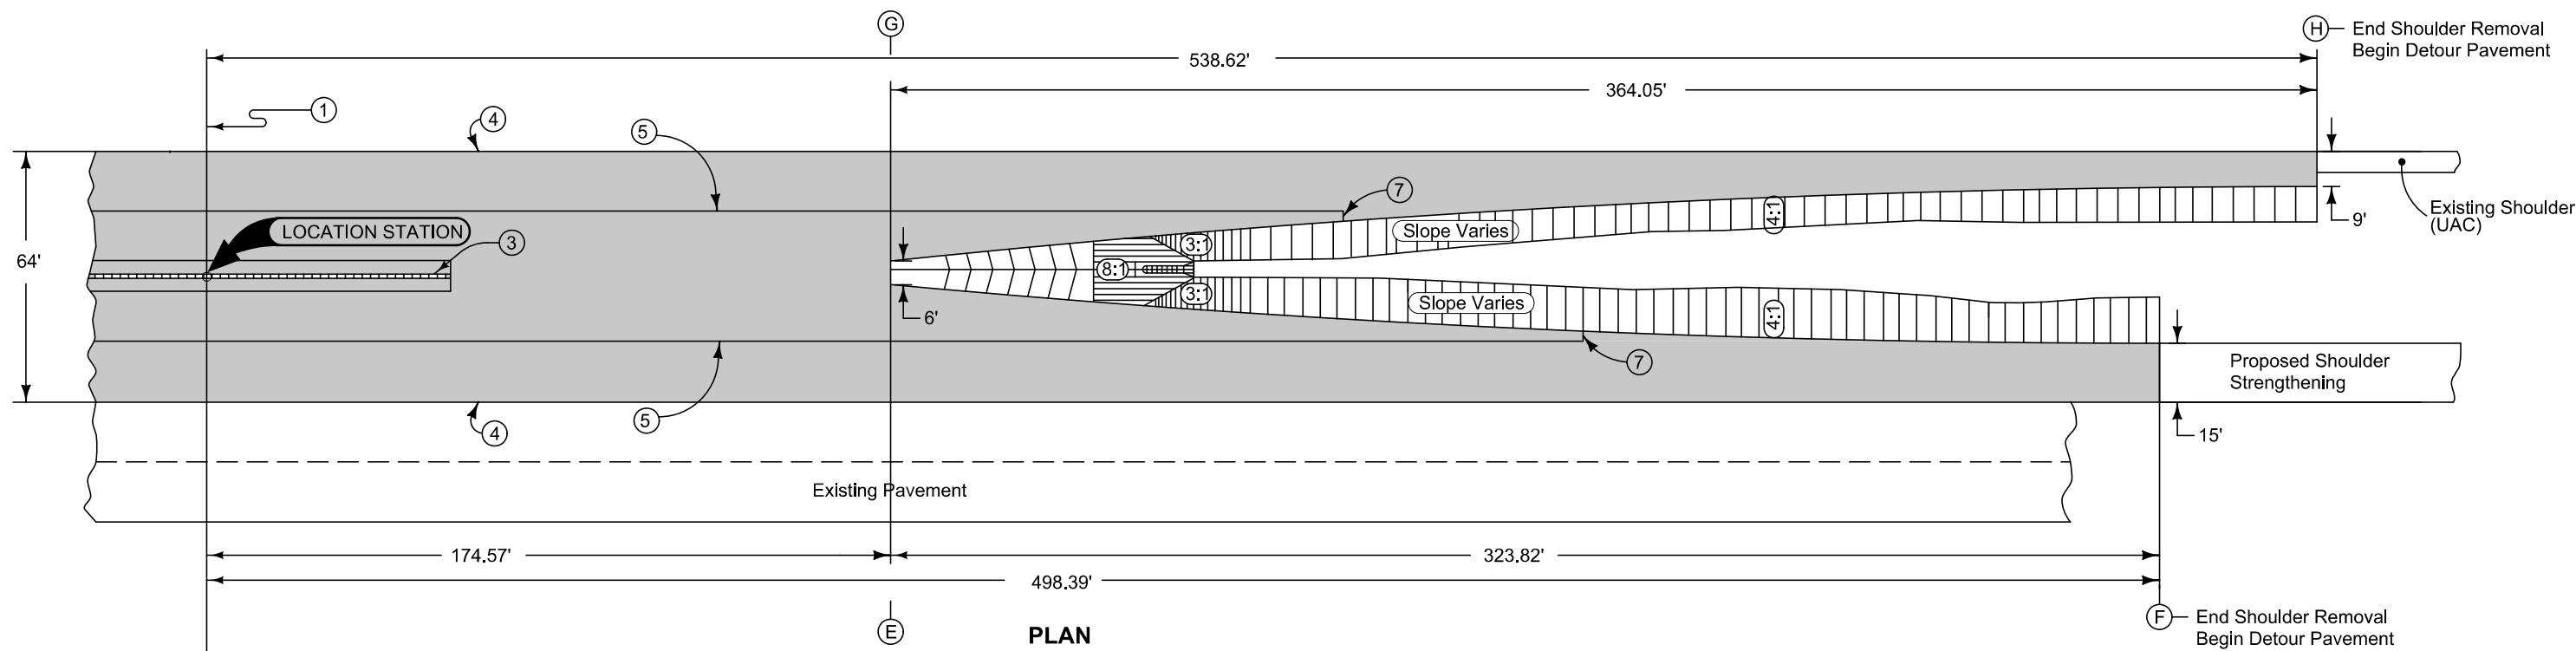 G
H
End Shoulder Removal
Begin Detour Pavement
538.62'
364.05'
1
4
5
7
LOCATION STATION
3
64'
Slope Varies
4:1
9'
Existing Shoulder
(UAC)
3:1
8:1
3:1
Slope Varies
4:1
6'
7
Proposed Shoulder
Strengthening
5
4
15'
Existing Pavement
174.57'
323.82'
498.39'
E
PLAN
F
End Shoulder Removal
Begin Detour Pavement